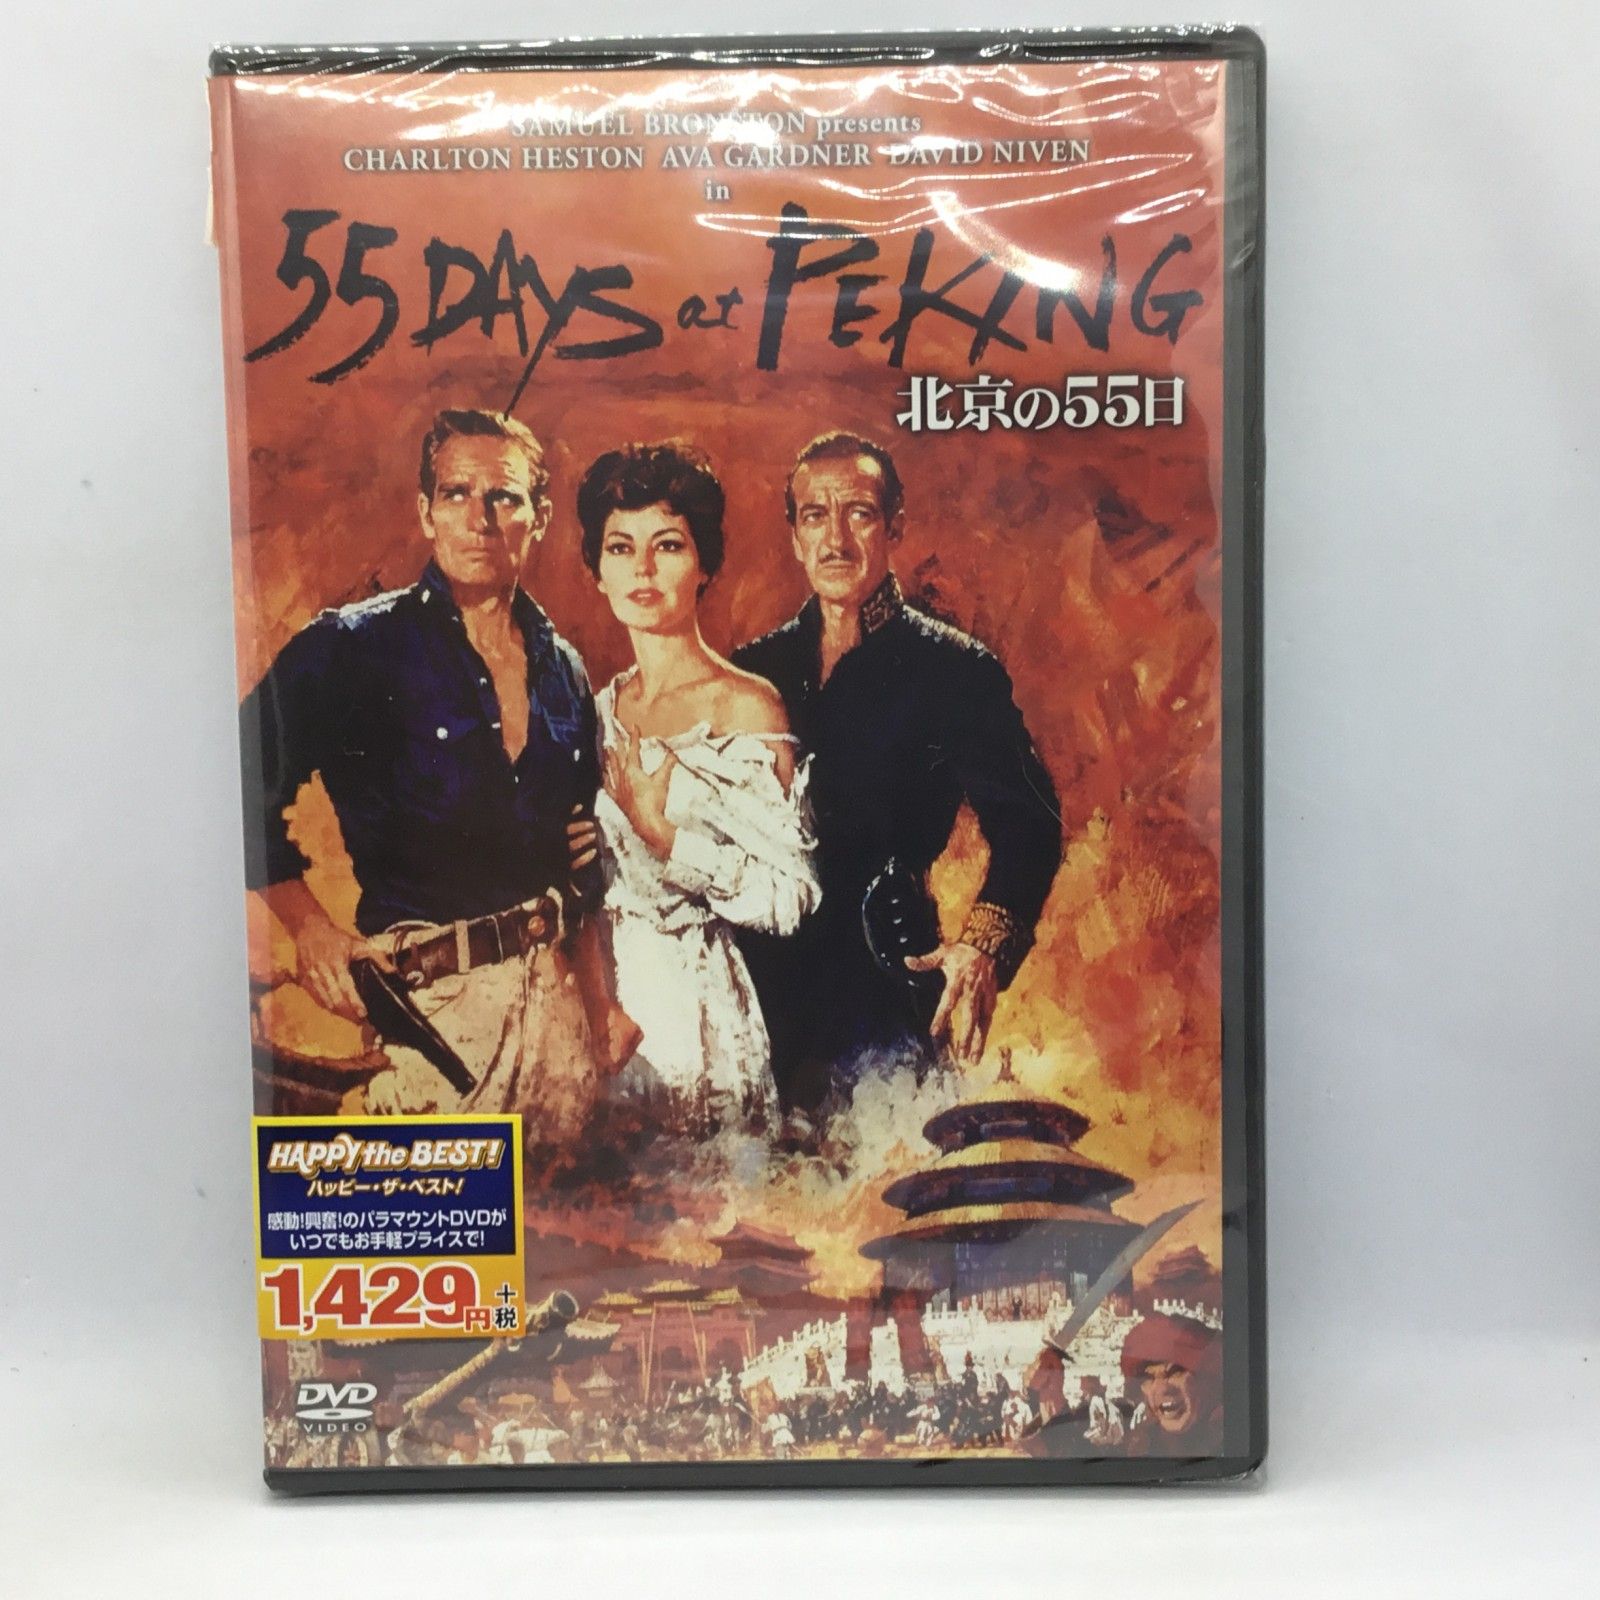 SAMUEL BRONSTON presents
CHARLTON HESTON AVA GARDNER DAVID NIVEN
in
55 DAYS at PEKING
北京の55日
HAPPY the BEST!
ハッピー・ザ・ベスト!
感動!興奮!のパラマウントDVDが
いつでもお手軽プライスで!
1,429円+税
DVD
VIDEO